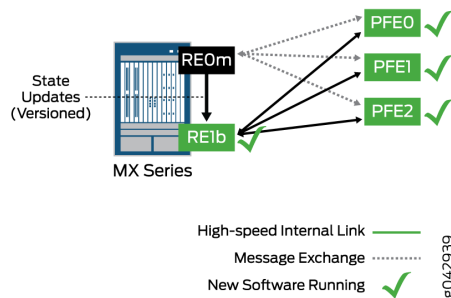 PFE0
RE0m
PFE1
State
Updates
(Versioned)
PFE2
RE1b
MX Series
High-speed Internal Link
Message Exchange
New Software Running